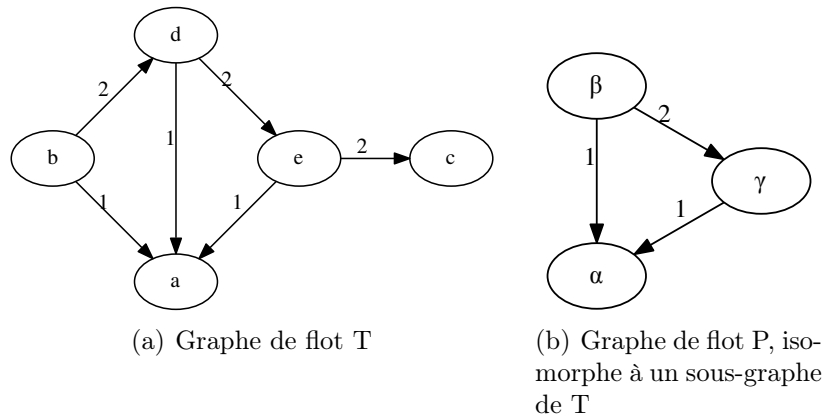 d
2
2
1
b
e
2
c
1
1
a
(a) Graphe de flot T
β
2
1
γ
1
α
(b) Graphe de flot P, iso-
morphe à un sous-graphe
de T